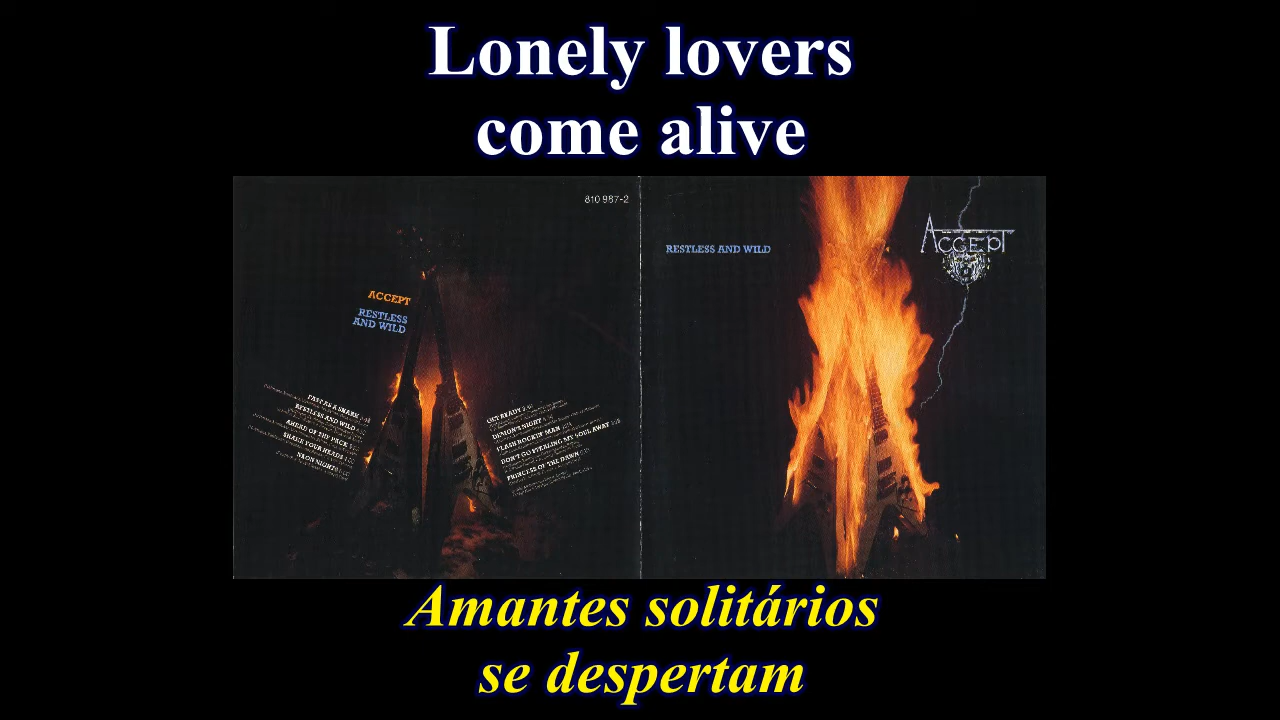 Lonely lovers
come alive
810 987-2
ACCEPT
RESTLESS
AND WILD
FAST AS A SHARK
RESTLESS AND WILD
AHEAD OF THE PACK
SHAKE YOUR HEADS
NEON NIGHTS
GET READY
DEMON'S NIGHT
FLASH ROCKIN' MAN
DON'T GO STEALING MY SOUL AWAY
PRINCESS OF THE DAWN
RESTLESS AND WILD
ACCEPT
Amantes solitários
se despertam